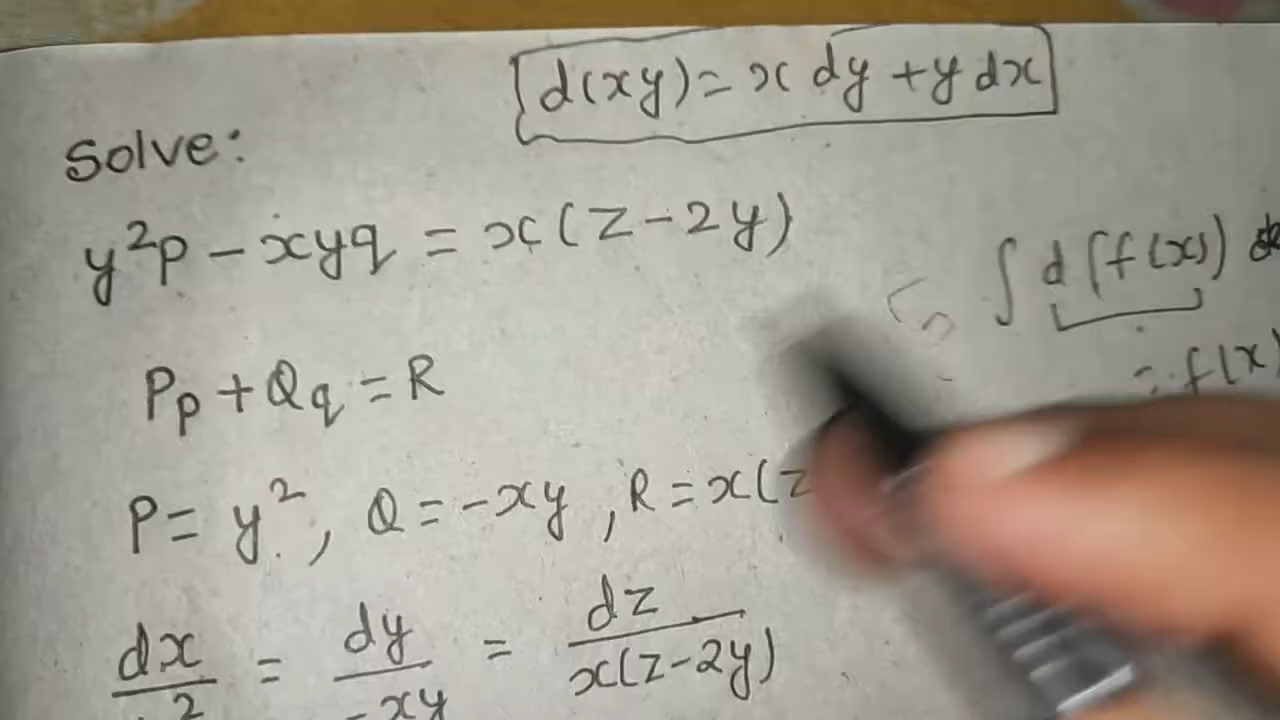 d(xy) = x dy + y dx
Solve:
y²p - xyq = x(z-2y)
∫ d(f(x))
= f(x)
Pp + Qq = R
P = y², Q = -xy, R = x(z
dx/y² = dy/-xy = dz/x(z-2y)